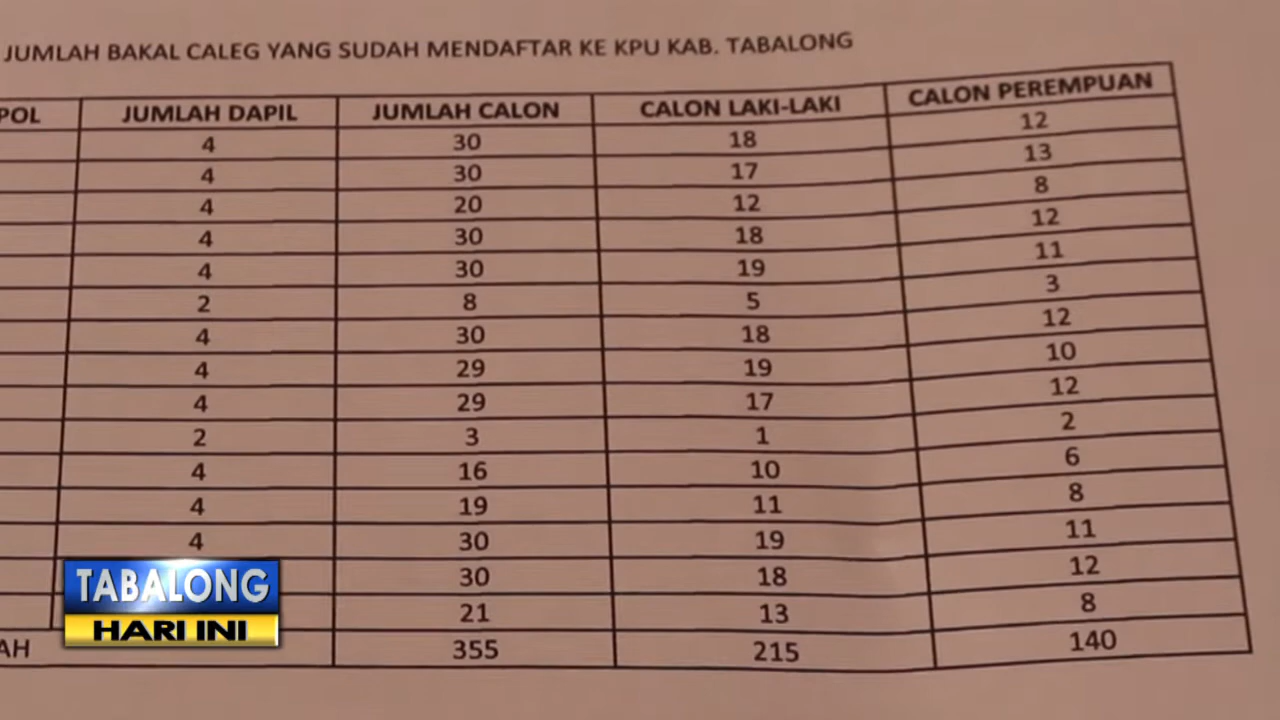 JUMLAH BAKAL CALEG YANG SUDAH MENDAFTAR KE KPU KAB. TABALONG
POL JUMLAH DAPIL JUMLAH CALON CALON LAKI-LAKI CALON PEREMPUAN
4 30 18 12
4 30 17 13
4 20 12 8
4 30 18 12
4 30 19 11
2 8 5 3
4 30 18 12
4 29 19 10
4 29 17 12
2 3 1 2
4 16 10 6
4 19 11 8
4 30 19 11
30 18 12
21 13 8
AH 355 215 140
TABALONG
HARI INI